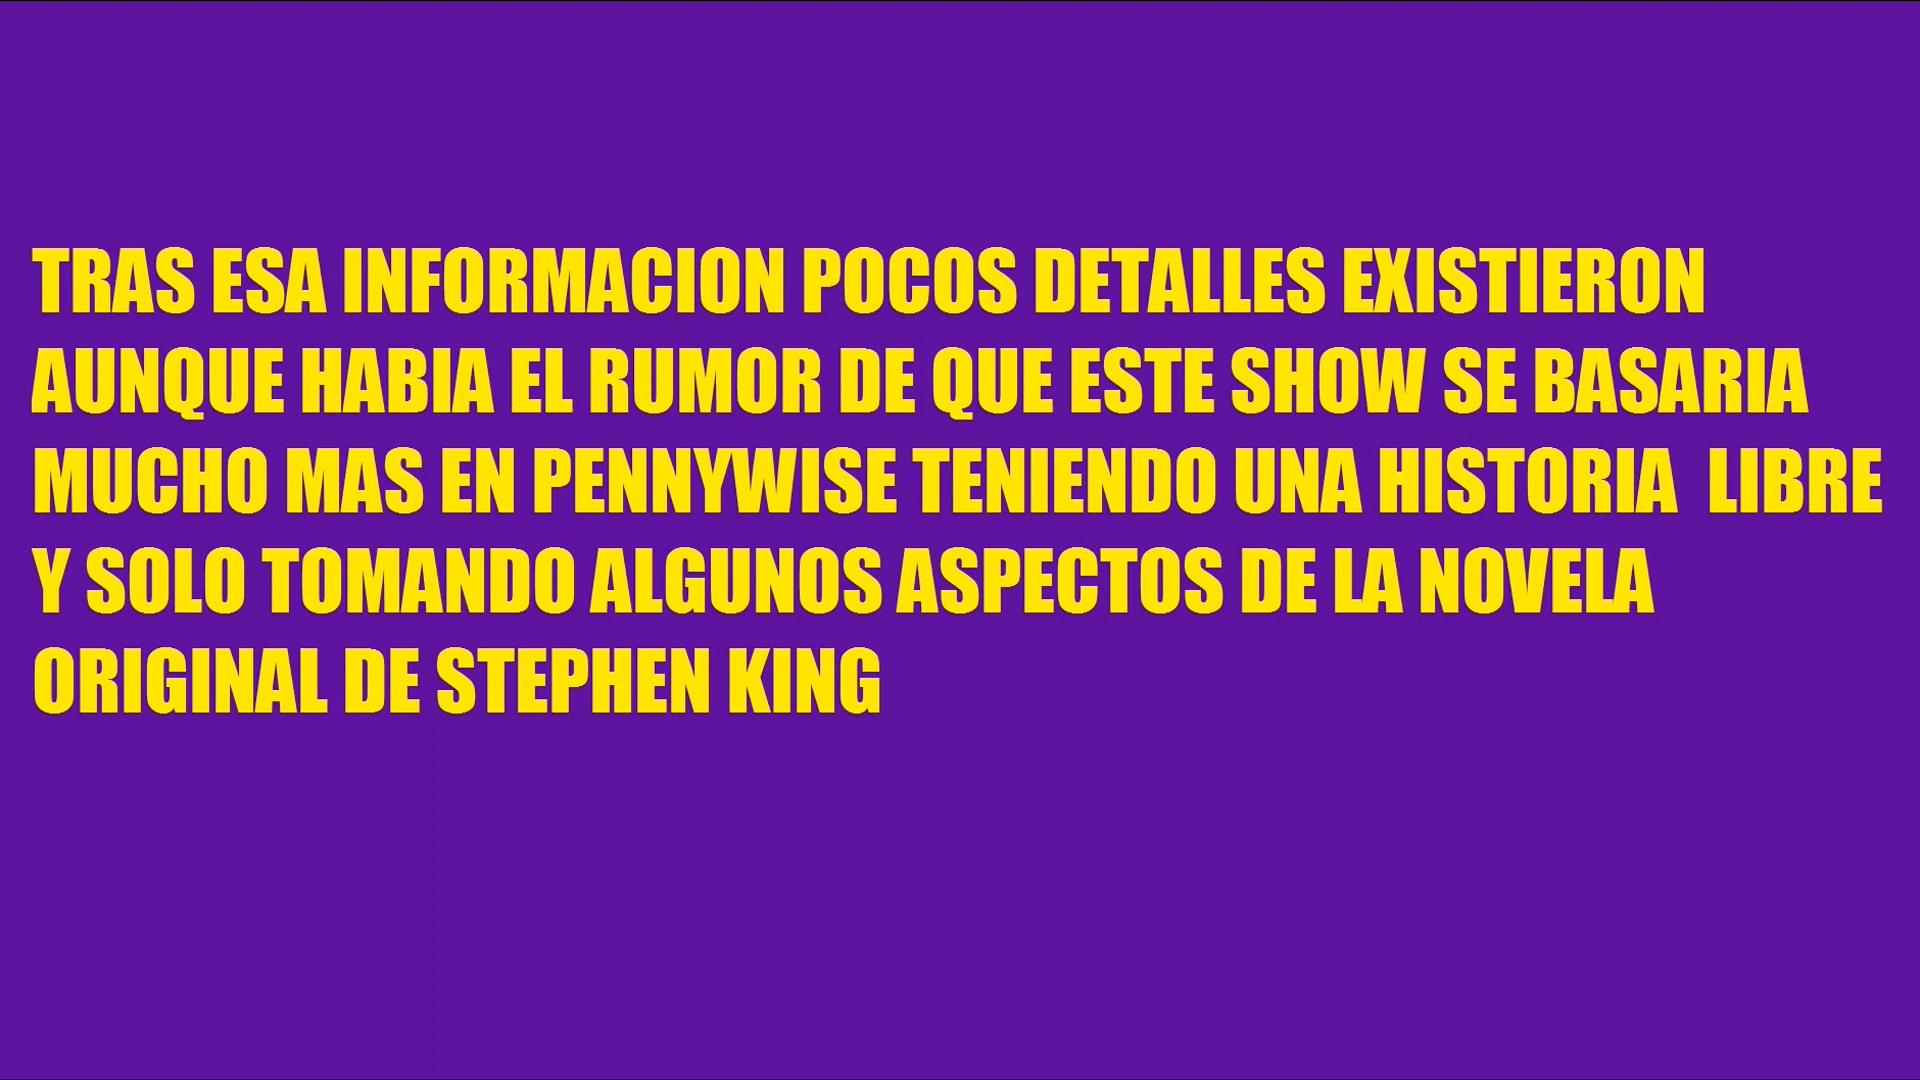 TRAS ESA INFORMACION POCOS DETALLES EXISTIERON
AUNQUE HABIA EL RUMOR DE QUE ESTE SHOW SE BASARIA
MUCHO MAS EN PENNYWISE TENIENDO UNA HISTORIA  LIBRE
Y SOLO TOMANDO ALGUNOS ASPECTOS DE LA NOVELA
ORIGINAL DE STEPHEN KING